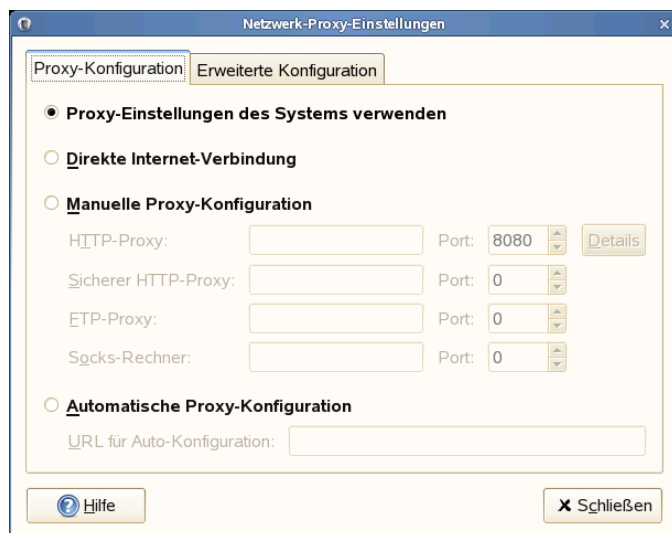 Netzwerk-Proxy-Einstellungen
Proxy-Konfiguration Erweiterte Konfiguration
Proxy-Einstellungen des Systems verwenden
Direkte Internet-Verbindung
Manuelle Proxy-Konfiguration
HTTP-Proxy: Port: 8080 Details
Sicherer HTTP-Proxy: Port: 0
FTP-Proxy: Port: 0
Socks-Rechner: Port: 0
Automatische Proxy-Konfiguration
URL für Auto-Konfiguration:
Hilfe Schließen